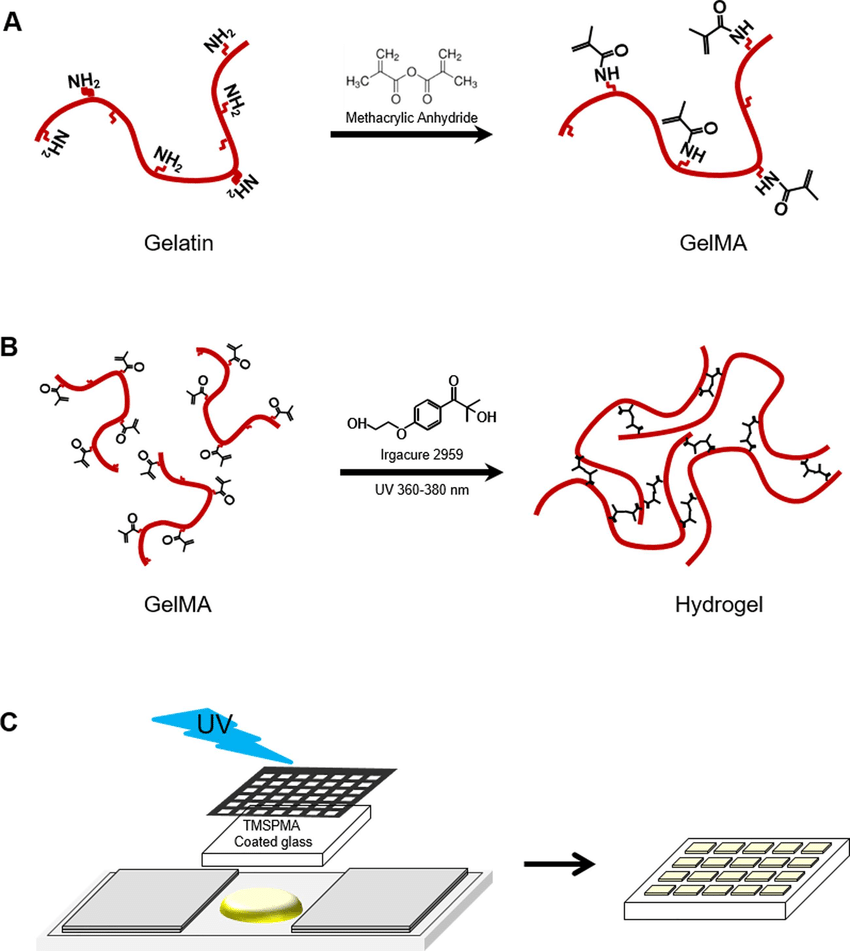 A
NH2
NH2
NH2
NH2
NH2
NH2
CH2
CH2
H3C
O
CH3
O
O
Methacrylic Anhydride
O
NH
O
NH
O
NH
HN
O
Gelatin
GelMA
B
O
O
O
O
O
O
O
O
O
O
O
O
O
OH
O
OH
Irgacure 2959
UV 360-380 nm
GelMA
Hydrogel
C
UV
TMSPMA
Coated glass